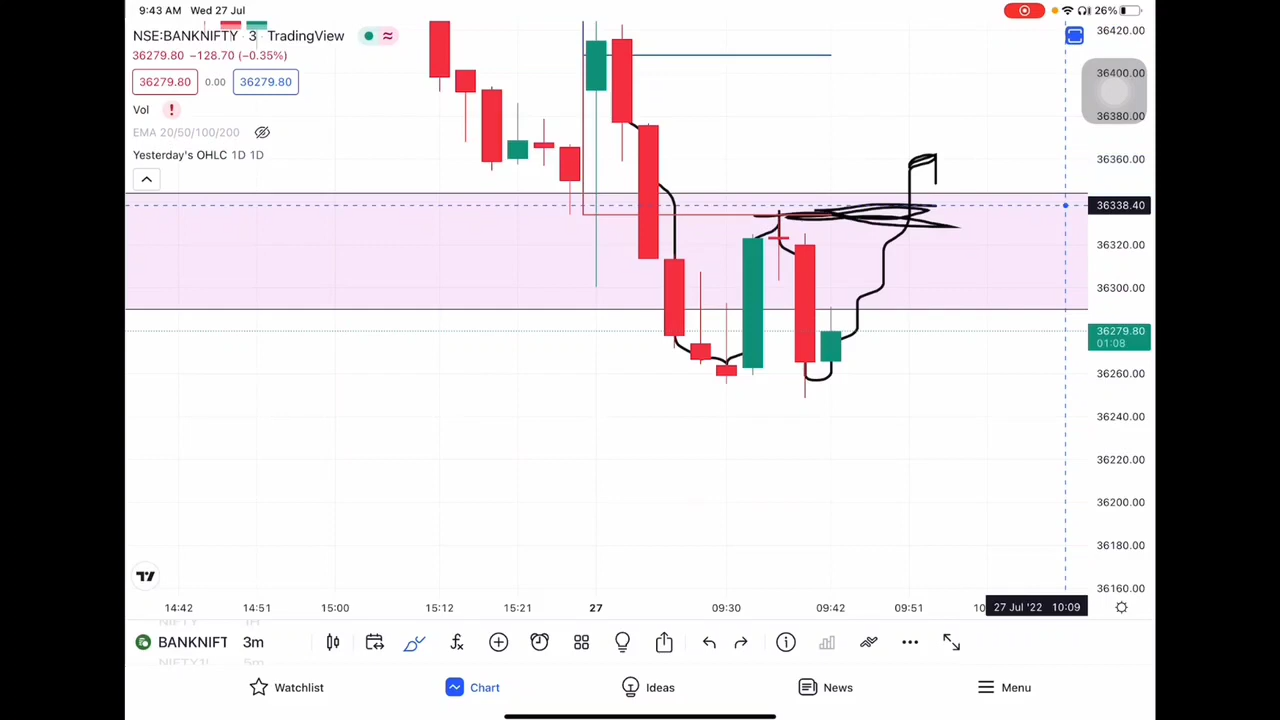 9:43 AM Wed 27 Jul
26%
NSE:BANKNIFTY · 3 · TradingView
36279.80 −128.70 (−0.35%)
36279.80 0.00 36279.80
Vol !
EMA 20/50/100/200
Yesterday's OHLC 1D 1D
36420.00
36400.00
36380.00
36360.00
36338.40
36320.00
36300.00
36279.80
01:08
36260.00
36240.00
36220.00
36200.00
36180.00
36160.00
14:42 14:51 15:00 15:12 15:21 27 09:30 09:42 09:51 27 Jul '22 10:09
BANKNIFT 3m
Watchlist Chart Ideas News Menu